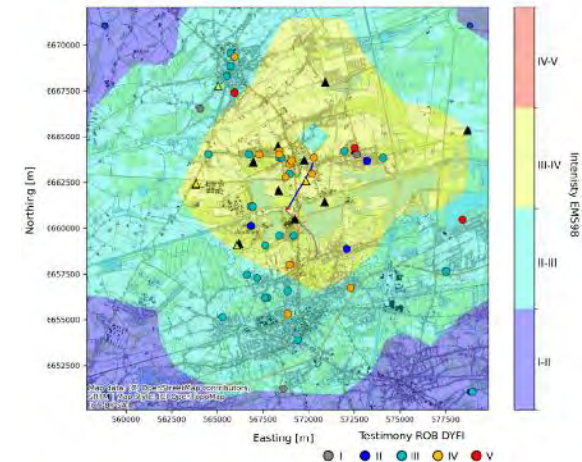 6670000
6667500
6665000
6662500
6660000
6657500
6655000
6652500
Northing [m]
560000 562500 565000 567500 570000 572500 575000 577500
Easting [m]
IV-V
III-IV
II-III
I-II
Intensity EMS98
Map data: © OpenStreetMap contributors,
Testimony ROB DYFI
I II III IV V